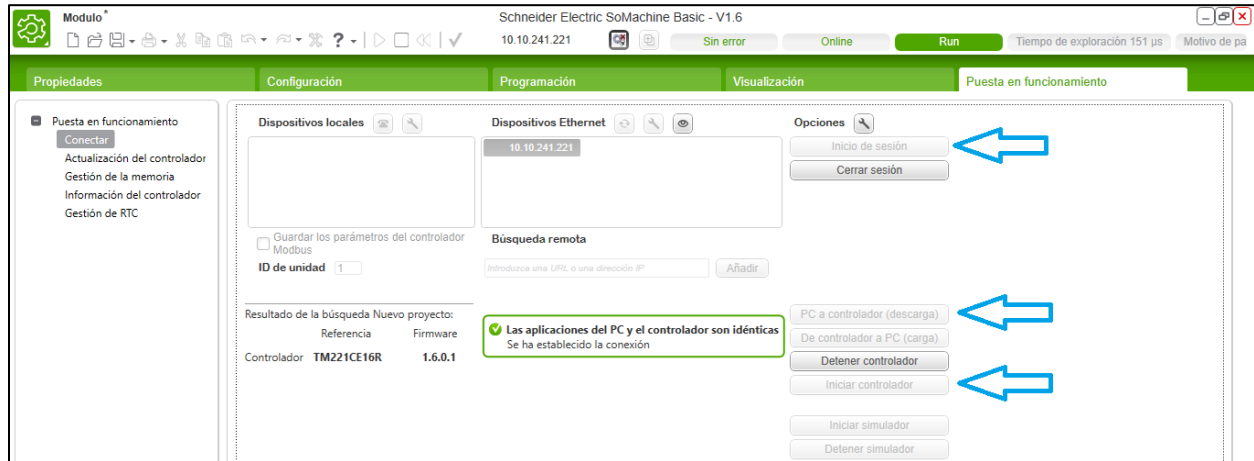 Modulo*
Schneider Electric SoMachine Basic - V1.6
10.10.241.221
Sin error
Online
Run
Tiempo de exploración 151 µs
Motivo de pa
Propiedades
Configuración
Programación
Visualización
Puesta en funcionamiento
Puesta en funcionamiento
Conectar
Actualización del controlador
Gestión de la memoria
Información del controlador
Gestión de RTC
Dispositivos locales
Dispositivos Ethernet
10.10.241.221
Opciones
Inicio de sesión
Cerrar sesión
Guardar los parámetros del controlador
Modbus
ID de unidad 1
Búsqueda remota
Introduzca una URL o una dirección IP
Añadir
Resultado de la búsqueda Nuevo proyecto:
Referencia Firmware
Controlador TM221CE16R 1.6.0.1
Las aplicaciones del PC y el controlador son idénticas
Se ha establecido la conexión
PC a controlador (descarga)
De controlador a PC (carga)
Detener controlador
Iniciar controlador
Iniciar simulador
Detener simulador